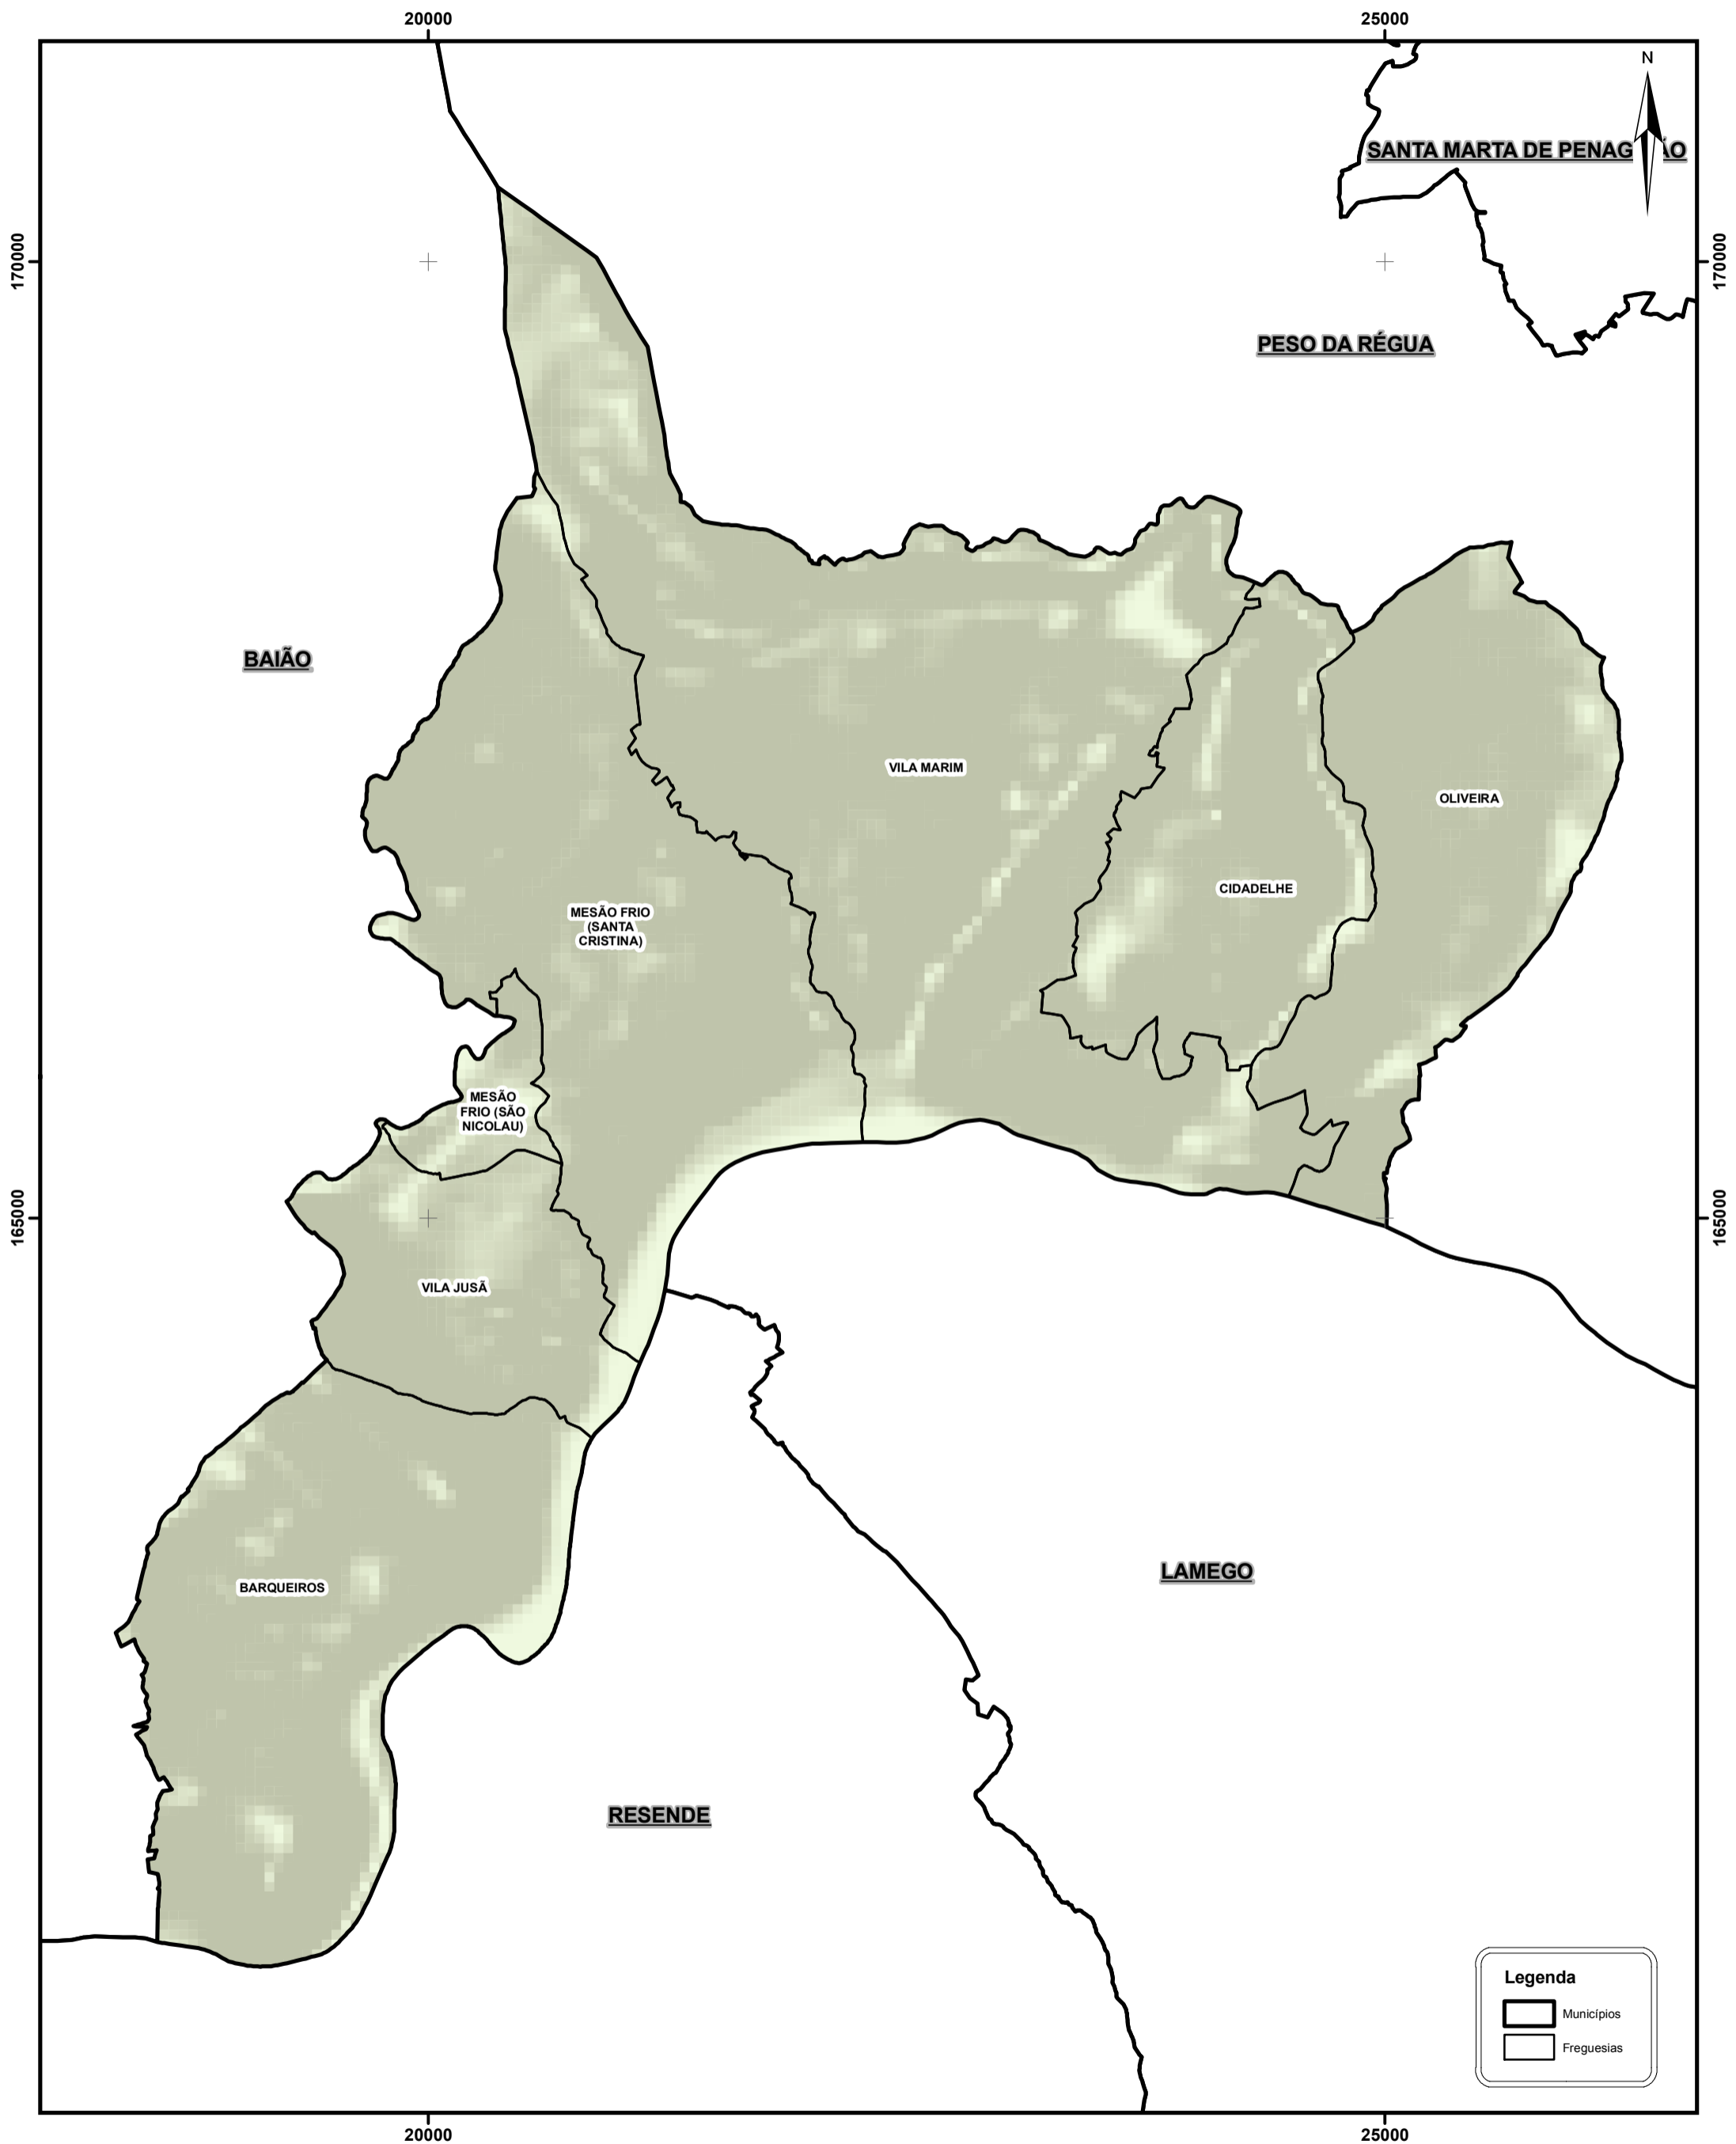 20000
25000
N
SANTA MARTA DE PENAG ÃO
170000
170000
PESO DA RÉGUA
BAIÃO
VILA MARIM
OLIVEIRA
CIDADELHE
MESÃO FRIO
(SANTA
CRISTINA)
MESÃO
FRIO (SÃO
NICOLAU)
165000
165000
VILA JUSÃ
LAMEGO
BARQUEIROS
RESENDE
Legenda
Municípios
Freguesias
20000
25000